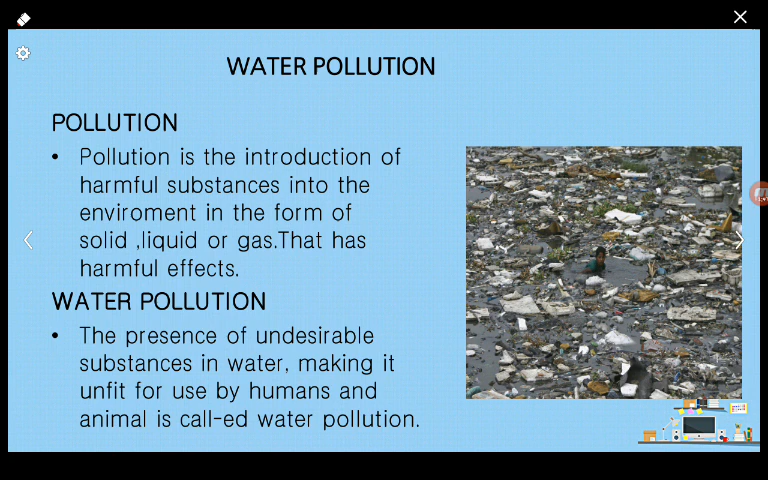 WATER POLLUTION
POLLUTION
• Pollution is the introduction of
harmful substances into the
enviroment in the form of
solid ,liquid or gas.That has
harmful effects.
WATER POLLUTION
• The presence of undesirable
substances in water, making it
unfit for use by humans and
animal is call-ed water pollution.